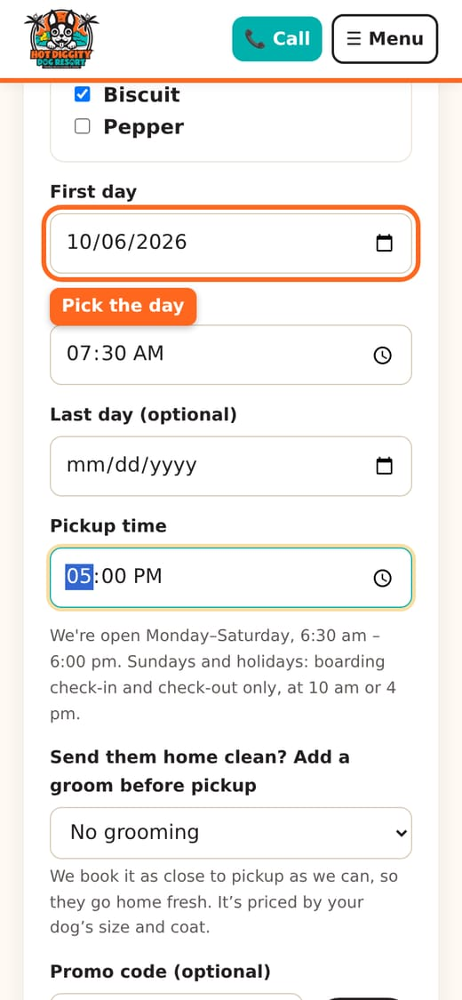 HOT DIGGITY
DOG RESORT
📞 Call
☰ Menu
Biscuit
Pepper
First day
10/06/2026
Pick the day
07:30 AM
Last day (optional)
mm/dd/yyyy
Pickup time
05:00 PM
We're open Monday–Saturday, 6:30 am –
6:00 pm. Sundays and holidays: boarding
check-in and check-out only, at 10 am or 4
pm.
Send them home clean? Add a
groom before pickup
No grooming
We book it as close to pickup as we can, so
they go home fresh. It’s priced by your
dog’s size and coat.
Promo code (optional)